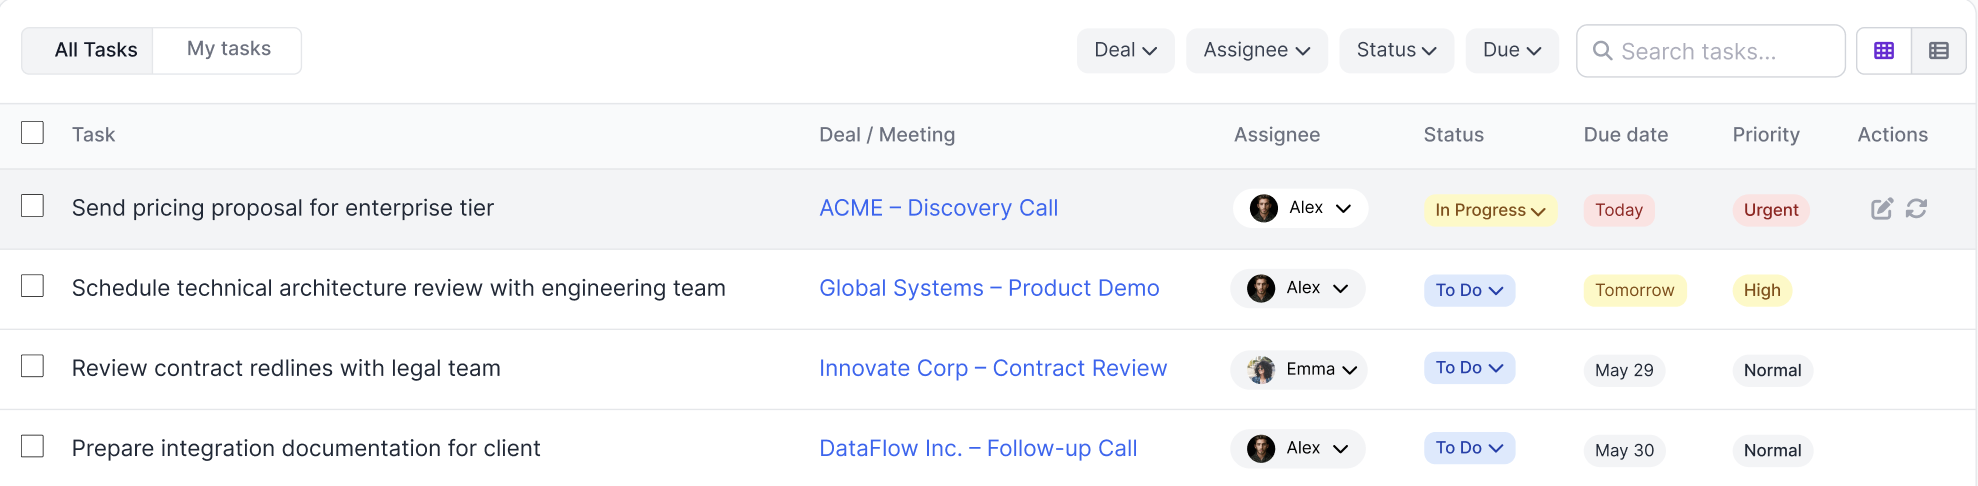 All Tasks My tasks Deal Assignee Status Due Search tasks...
Task Deal / Meeting Assignee Status Due date Priority Actions
Send pricing proposal for enterprise tier ACME – Discovery Call Alex In Progress Today Urgent
Schedule technical architecture review with engineering team Global Systems – Product Demo Alex To Do Tomorrow High
Review contract redlines with legal team Innovate Corp – Contract Review Emma To Do May 29 Normal
Prepare integration documentation for client DataFlow Inc. – Follow-up Call Alex To Do May 30 Normal